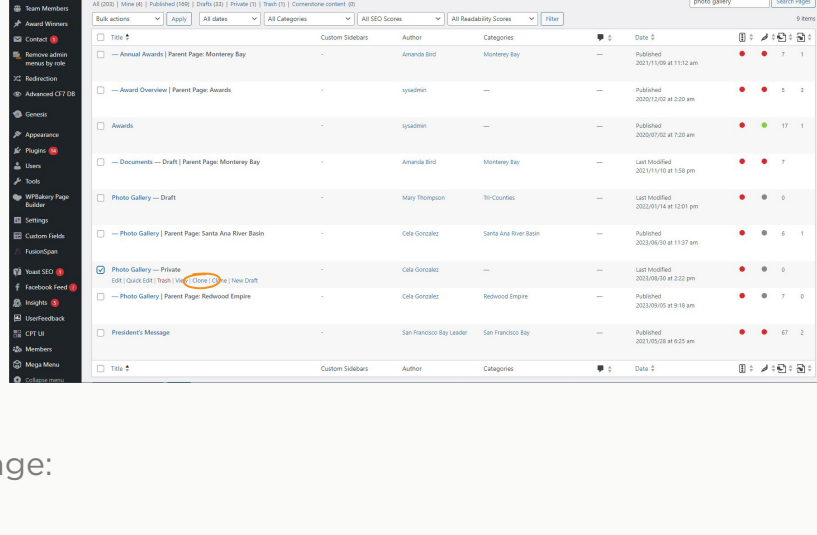 Team Members
Award Winners
Contact 1
Remove admin
menus by role
Redirection
Advanced CF7 DB
Genesis
Appearance
Plugins 14
Users
Tools
WPBakery Page
Builder
Settings
Custom Fields
FusionSpan
Yoast SEO
Facebook Feed
Insights
UserFeedback
CPT UI
Members
Mega Menu
Collapse menu
All (203) | Mine (4) | Published (169) | Drafts (33) | Private (1) | Trash (1) | Cornerstone content (0)
photo gallery Search Pages
Bulk actions Apply All dates All Categories All SEO Scores All Readability Scores Filter 9 items
Title Custom Sidebars Author Categories Date
— Annual Awards | Parent Page: Monterey Bay - Amanda Bird Monterey Bay — Published 7 1
2021/11/09 at 11:12 am
— Award Overview | Parent Page: Awards - sysadmin — — Published 5 3
2020/12/02 at 2:20 am
Awards - sysadmin — — Published 17 1
2020/07/02 at 7:20 am
— Documents — Draft | Parent Page: Monterey Bay - Amanda Bird Monterey Bay — Last Modified 7
2021/11/10 at 1:58 pm
Photo Gallery — Draft - Mary Thompson Tri-Counties — Last Modified 0
2022/01/14 at 12:01 pm
— Photo Gallery | Parent Page: Santa Ana River Basin - Cela Gonzalez Santa Ana River Basin — Published 6 1
2023/06/30 at 11:37 am
Photo Gallery — Private - Cela Gonzalez — — Last Modified 0
Edit | Quick Edit | Trash | View | Clone | Clone | New Draft 2023/08/30 at 2:22 pm
— Photo Gallery | Parent Page: Redwood Empire - Cela Gonzalez Redwood Empire — Published 7 0
2023/09/05 at 9:18 am
President's Message - San Francisco Bay Leader San Francisco Bay — Published 67 2
2021/05/28 at 8:25 am
Title Custom Sidebars Author Categories Date
age: